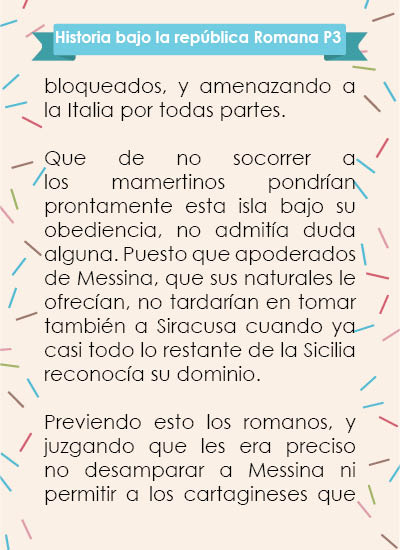 Historia bajo la república Romana P3
bloqueados, y amenazando a
la Italia por todas partes.
Que de no socorrer a
los mamertinos pondrían
prontamente esta isla bajo su
obediencia, no admitía duda
alguna. Puesto que apoderados
de Messina, que sus naturales le
ofrecían, no tardarían en tomar
también a Siracusa cuando ya
casi todo lo restante de la Sicilia
reconocía su dominio.
Previendo esto los romanos, y
juzgando que les era preciso
no desamparar a Messina ni
permitir a los cartagineses que